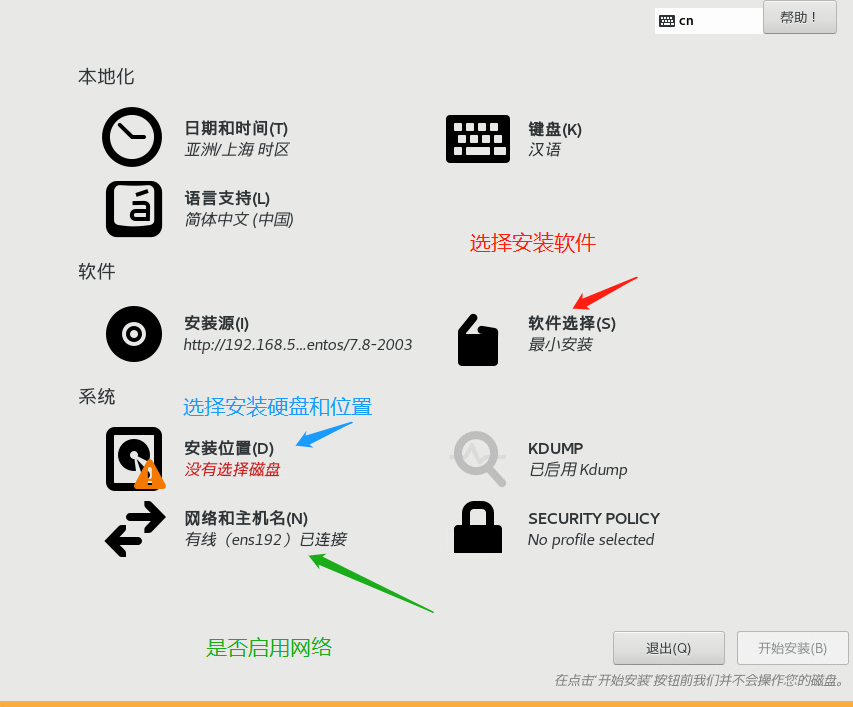 cn
帮助！
本地化
日期和时间(T)
亚洲/上海 时区
键盘(K)
汉语
语言支持(L)
简体中文 (中国)
选择安装软件
软件
安装源(I)
http://192.168.5...entos/7.8-2003
软件选择(S)
最小安装
系统
选择安装硬盘和位置
安装位置(D)
没有选择磁盘
KDUMP
已启用 Kdump
网络和主机名(N)
有线（ens192）已连接
SECURITY POLICY
No profile selected
是否启用网络
退出(Q)
开始安装(B)
在点击‘开始安装’按钮前我们并不会操作您的磁盘。